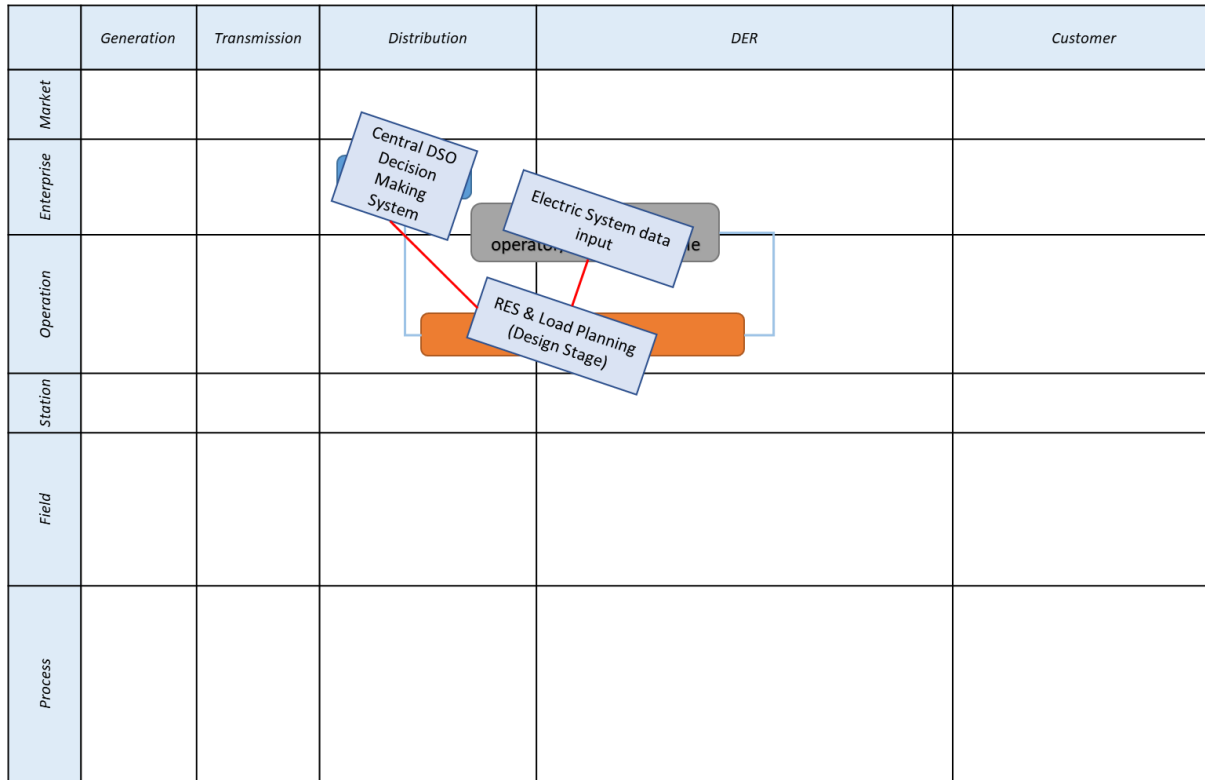 Generation
Transmission
Distribution
DER
Customer
Market
Enterprise
Operation
Station
Field
Process
Central DSO
Decision
Making
System
Electric System data
input
RES & Load Planning
(Design Stage)